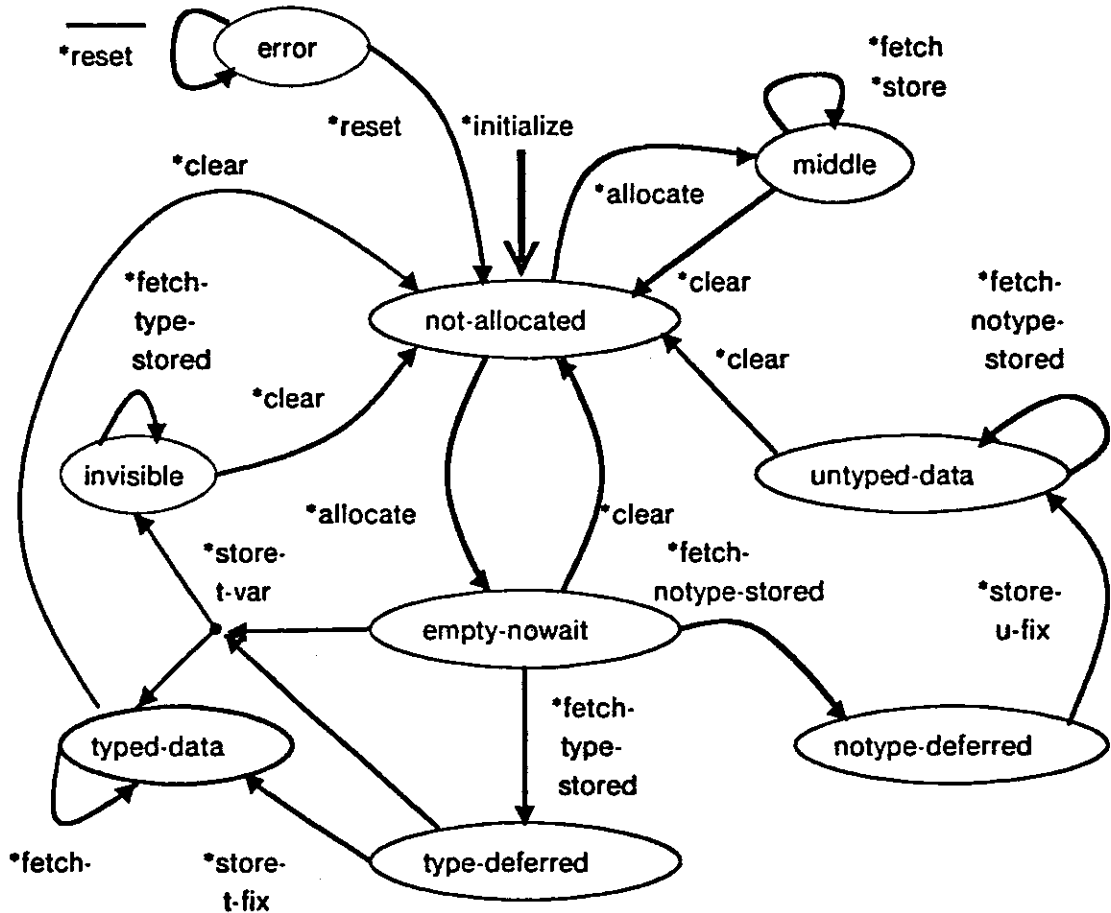 *reset
error
*reset
*initialize
*fetch
*store
middle
*clear
*allocate
*fetch-
type-
stored
*clear
not-allocated
*clear
*fetch-
notype-
stored
*clear
invisible
untyped-data
*allocate
*clear
*store-
t-var
*fetch-
notype-stored
empty-nowait
*store-
u-fix
typed-data
*fetch-
type-
stored
notype-deferred
*fetch-
*store-
t-fix
type-deferred